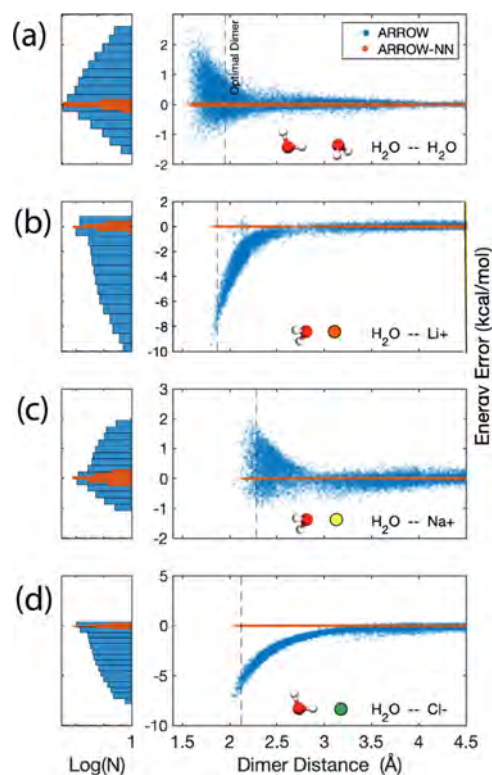 (a)
3
2
1
0
-1
-2
Optimal Dimer
ARROW
ARROW-NN
H2O -- H2O
(b)
2
0
-2
-4
-6
-8
-10
H2O -- Li+
Energy Error (kcal/mol)
(c)
3
2
1
0
-1
-2
H2O -- Na+
(d)
5
0
-5
-10
H2O -- Cl-
1
1.5 2 2.5 3 3.5 4 4.5
Log(N)
Dimer Distance (Å)